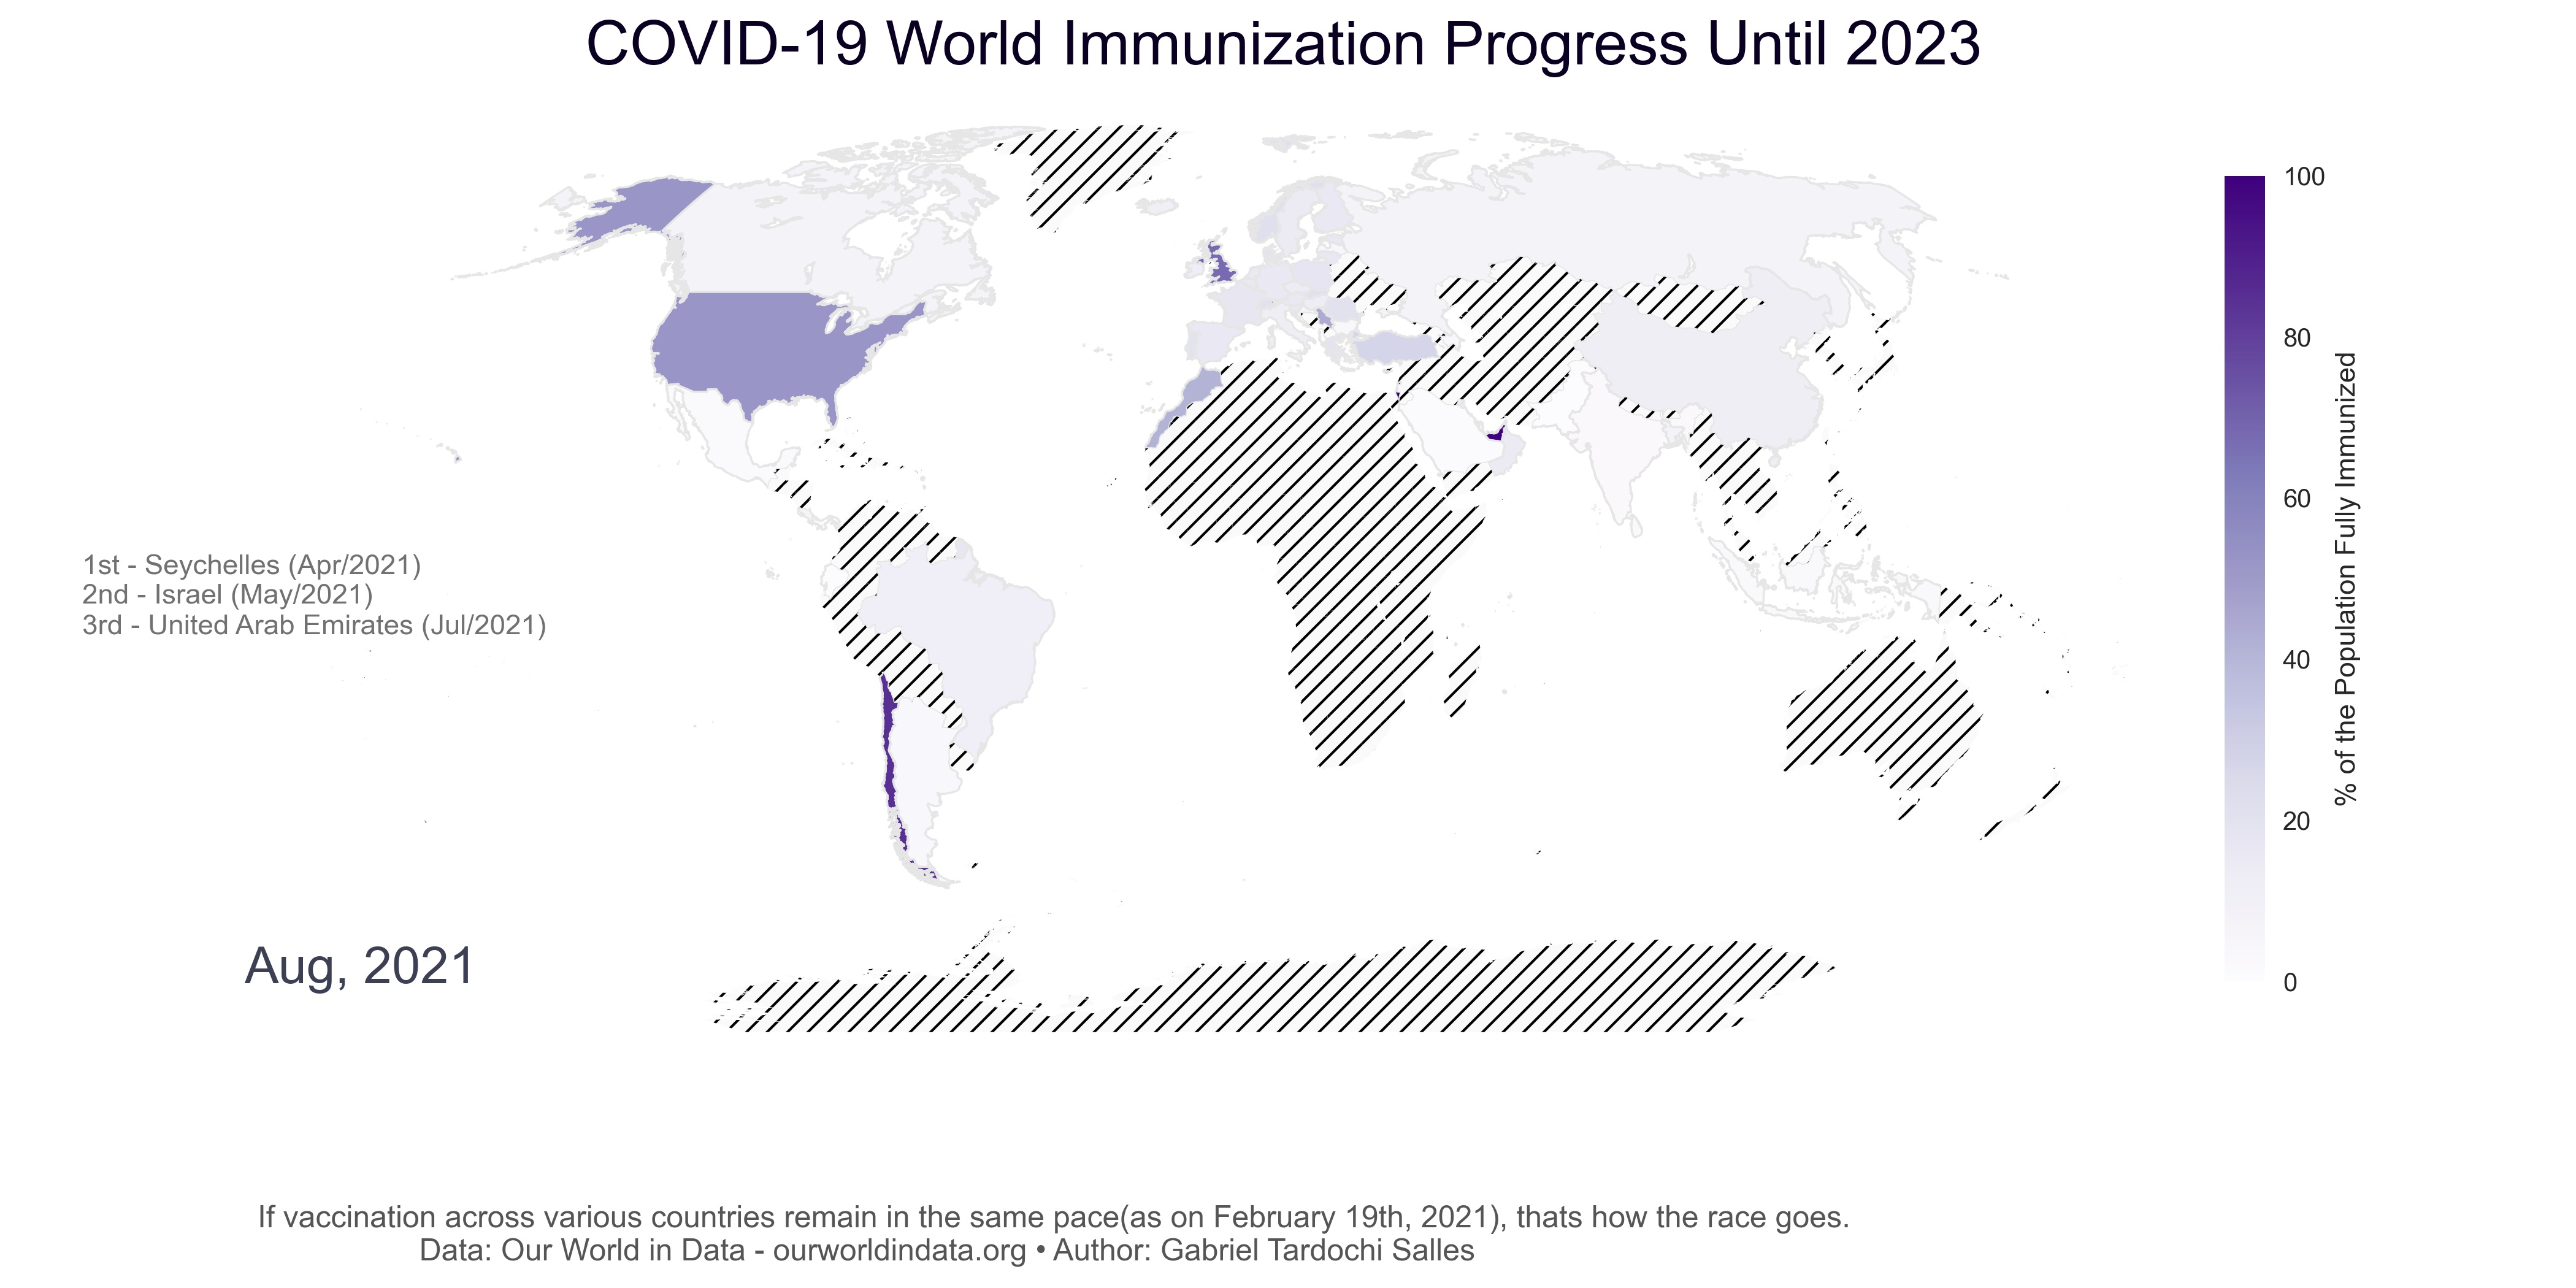 COVID-19 World Immunization Progress Until 2023
100
80
60
40
20
0
% of the Population Fully Immunized
1st - Seychelles (Apr/2021)
2nd - Israel (May/2021)
3rd - United Arab Emirates (Jul/2021)
Aug, 2021
If vaccination across various countries remain in the same pace(as on February 19th, 2021), thats how the race goes.
Data: Our World in Data - ourworldindata.org • Author: Gabriel Tardochi Salles